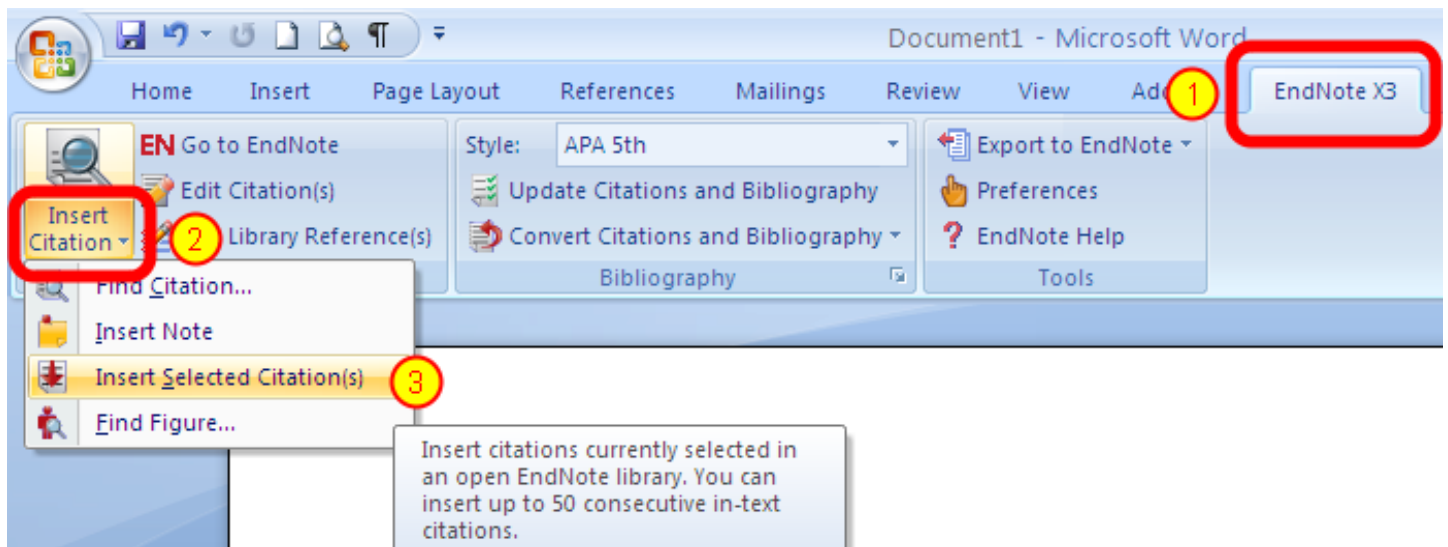 Document1 - Microsoft Word
Home Insert Page Layout References Mailings Review View Add 1 EndNote X3
EN Go to EndNote
Edit Citation(s)
Insert
Citation
2 Library Reference(s)
Style: APA 5th
Update Citations and Bibliography
Convert Citations and Bibliography
Bibliography
Export to EndNote
Preferences
? EndNote Help
Tools
Find Citation...
Insert Note
Insert Selected Citation(s) 3
Find Figure...
Insert citations currently selected in
an open EndNote library. You can
insert up to 50 consecutive in-text
citations.